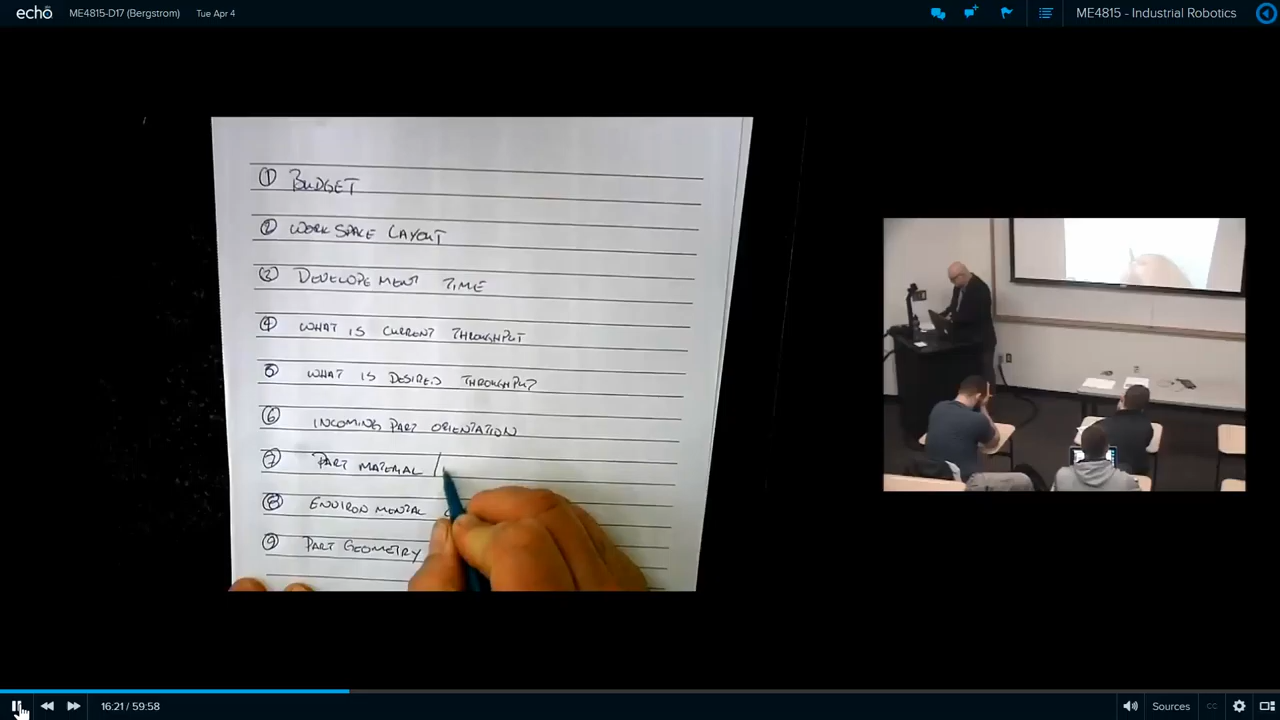 echo
ME4815-D17 (Bergstrom)
Tue Apr 4
ME4815 - Industrial Robotics
① BUDGET
② WORK SPACE LAYOUT
③ DEVELOPEMENT TIME
④ WHAT IS CURRENT THROUGHPUT
⑤ WHAT IS DESIRED THROUGHPUT?
⑥ INCOMING PART ORIENTATION
⑦ PART MATERIAL /
⑧ ENVIRONMENTAL
⑨ PART GEOMETRY
16:21 / 59:58
Sources
CC